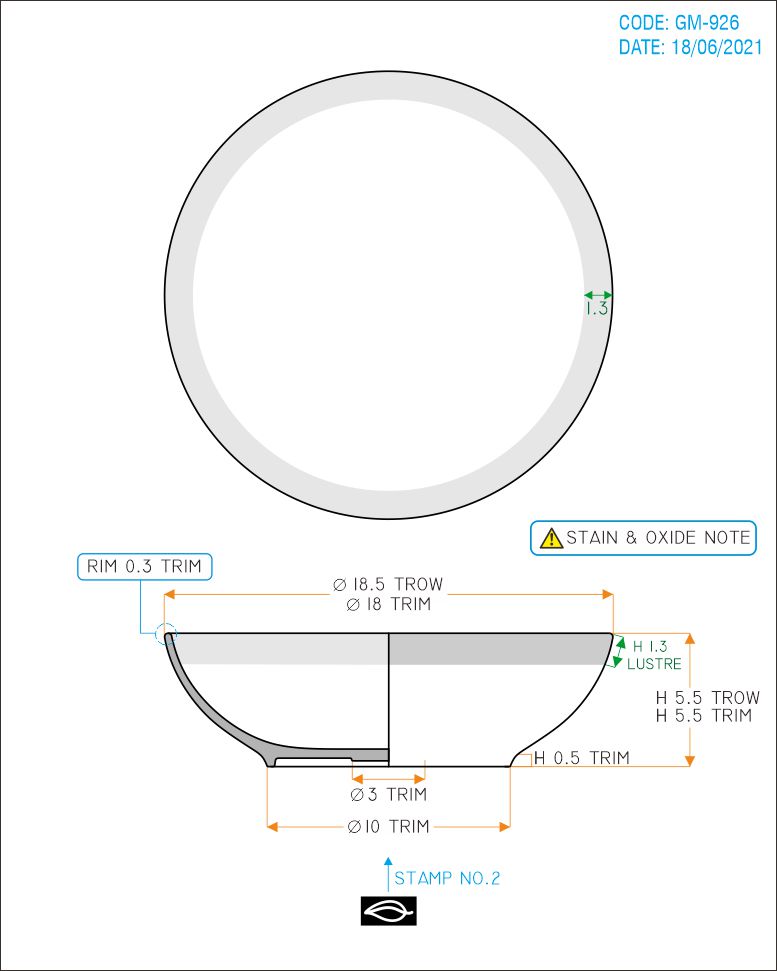 CODE: GM-926
DATE: 18/06/2021
1.3
STAIN & OXIDE NOTE
RIM 0.3 TRIM
Ø 18.5 TROW
Ø 18 TRIM
H 1.3
LUSTRE
H 5.5 TROW
H 5.5 TRIM
H 0.5 TRIM
Ø 3 TRIM
Ø 10 TRIM
STAMP NO.2